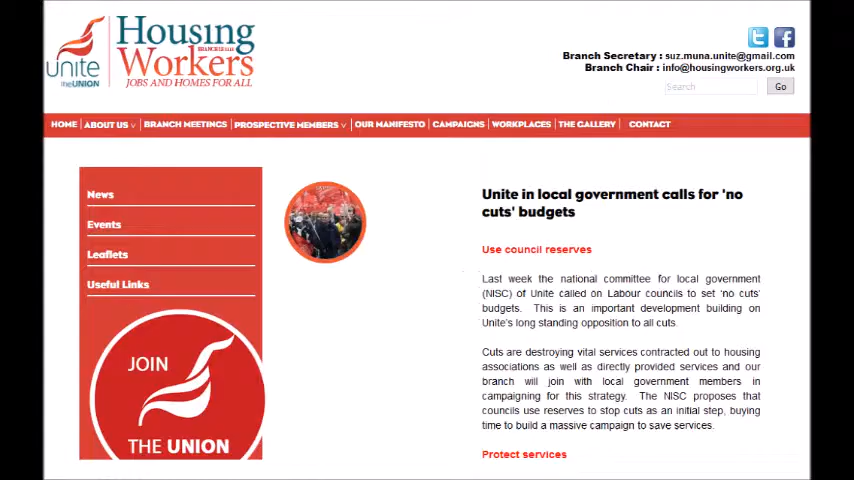 unite
theUNION
Housing
BRANCH LE1111
Workers
JOBS AND HOMES FOR ALL
Branch Secretary : suz.muna.unite@gmail.com
Branch Chair : info@housingworkers.org.uk
Search
Go
HOME
ABOUT US
BRANCH MEETINGS
PROSPECTIVE MEMBERS
OUR MANIFESTO
CAMPAIGNS
WORKPLACES
THE GALLERY
CONTACT
News
Events
Leaflets
Useful Links
JOIN
THE UNION
Unite in local government calls for 'no
cuts' budgets
Use council reserves
Last week the national committee for local government
(NISC) of Unite called on Labour councils to set 'no cuts'
budgets. This is an important development building on
Unite's long standing opposition to all cuts.
Cuts are destroying vital services contracted out to housing
associations as well as directly provided services and our
branch will join with local government members in
campaigning for this strategy. The NISC proposes that
councils use reserves to stop cuts as an initial step, buying
time to build a massive campaign to save services.
Protect services